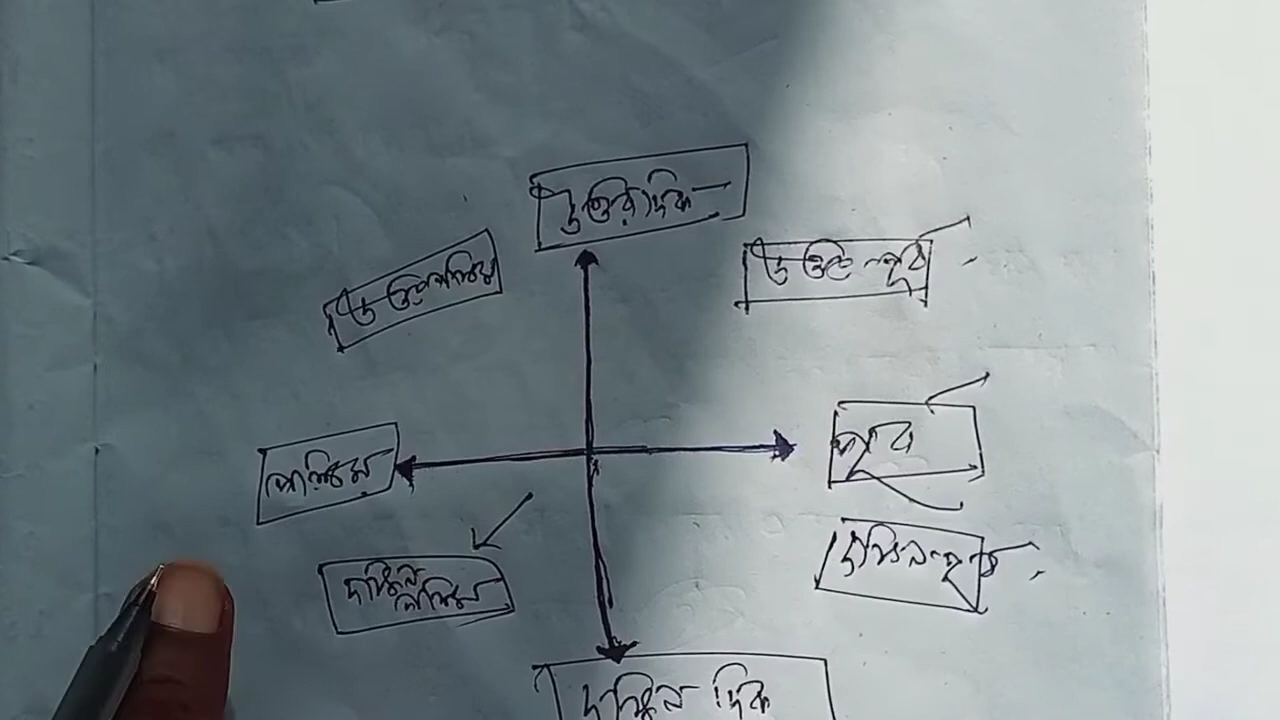 উত্তর দিক
উত্তর পশ্চিম
উত্তর পূর্ব
পশ্চিম
পূর্ব
দক্ষিন
পশ্চিম
দক্ষিন পূর্ব
দক্ষিন দিক